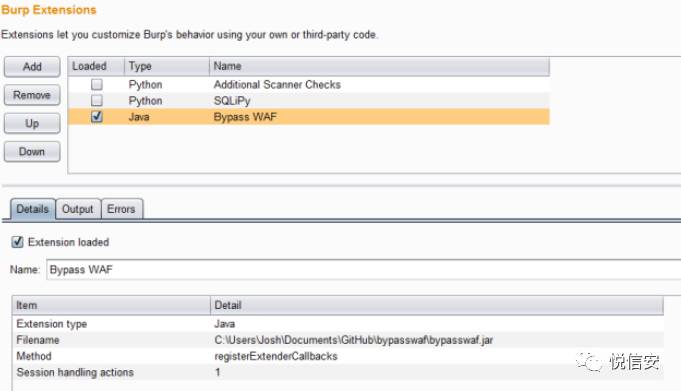 Burp Extensions
Extensions let you customize Burp's behavior using your own or third-party code.
Add
Remove
Up
Down
Loaded Type Name
Python Additional Scanner Checks
Python SQLiPy
Java Bypass WAF
Details Output Errors
Extension loaded
Name: Bypass WAF
Item Detail
Extension type Java
Filename C:\Users\Josh\Documents\GitHub\bypasswaf\bypasswaf.jar
Method registerExtenderCallbacks
Session handling actions 1
悦信安